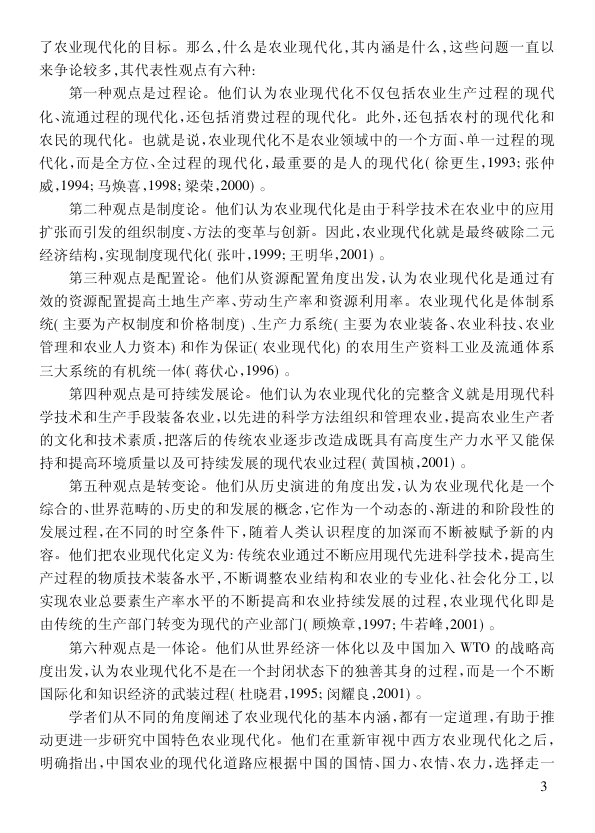 了农业现代化的目标。那么,什么是农业现代化,其内涵是什么,这些问题一直以
来争论较多,其代表性观点有六种:
第一种观点是过程论。他们认为农业现代化不仅包括农业生产过程的现代
化、流通过程的现代化,还包括消费过程的现代化。此外,还包括农村的现代化和
农民的现代化。也就是说,农业现代化不是农业领域中的一个方面、单一过程的现
代化,而是全方位、全过程的现代化,最重要的是人的现代化( 徐更生,1993; 张仲
威,1994; 马焕喜,1998; 梁荣,2000) 。
第二种观点是制度论。他们认为农业现代化是由于科学技术在农业中的应用
扩张而引发的组织制度、方法的变革与创新。因此,农业现代化就是最终破除二元
经济结构,实现制度现代化( 张叶,1999; 王明华,2001) 。
第三种观点是配置论。他们从资源配置角度出发,认为农业现代化是通过有
效的资源配置提高土地生产率、劳动生产率和资源利用率。农业现代化是体制系
统( 主要为产权制度和价格制度) 、生产力系统( 主要为农业装备、农业科技、农业
管理和农业人力资本) 和作为保证( 农业现代化) 的农用生产资料工业及流通体系
三大系统的有机统一体( 蒋伏心,1996) 。
第四种观点是可持续发展论。他们认为农业现代化的完整含义就是用现代科
学技术和生产手段装备农业,以先进的科学方法组织和管理农业,提高农业生产者
的文化和技术素质,把落后的传统农业逐步改造成既具有高度生产力水平又能保
持和提高环境质量以及可持续发展的现代农业过程( 黄国桢,2001) 。
第五种观点是转变论。他们从历史演进的角度出发,认为农业现代化是一个
综合的、世界范畴的、历史的和发展的概念,它作为一个动态的、渐进的和阶段性的
发展过程,在不同的时空条件下,随着人类认识程度的加深而不断被赋予新的内
容。他们把农业现代化定义为: 传统农业通过不断应用现代先进科学技术,提高生
产过程的物质技术装备水平,不断调整农业结构和农业的专业化、社会化分工,以
实现农业总要素生产率水平的不断提高和农业持续发展的过程,农业现代化即是
由传统的生产部门转变为现代的产业部门( 顾焕章,1997; 牛若峰,2001) 。
第六种观点是一体论。他们从世界经济一体化以及中国加入 WTO 的战略高
度出发,认为农业现代化不是在一个封闭状态下的独善其身的过程,而是一个不断
国际化和知识经济的武装过程( 杜晓君,1995; 闵耀良,2001) 。
学者们从不同的角度阐述了农业现代化的基本内涵,都有一定道理,有助于推
动更进一步研究中国特色农业现代化。他们在重新审视中西方农业现代化之后,
明确指出,中国农业的现代化道路应根据中国的国情、国力、农情、农力,选择走一
3